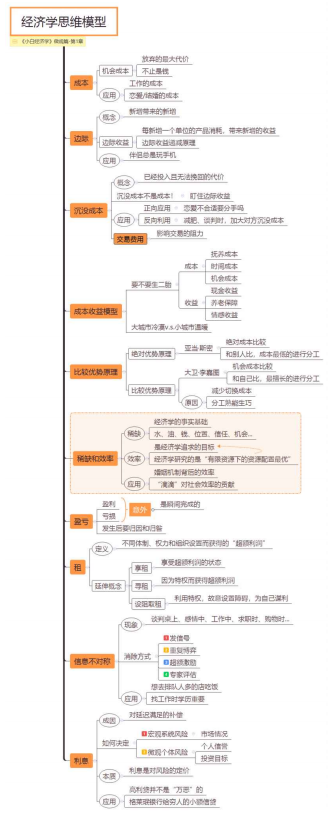 经济学思维模型
《小白经济学》思维篇-第1章
成本
机会成本
放弃的最大代价
不止是钱
应用
工作的成本
恋爱/结婚的成本
边际
概念
新增带来的新增
边际收益
每新增一个单位的产品消耗，带来新增的收益
边际收益递减原理
应用
伴侣总是玩手机
沉没成本
概念
已经投入且无法挽回的代价
沉没成本不是成本！
盯住边际收益
应用
正向应用
恋爱不合适要分手吗
反向利用
减肥、谈判时，加大对方沉没成本
交易费用
影响交易的阻力
成本收益模型
要不要生二胎
成本
抚养成本
时间成本
机会成本
收益
现金收益
养老保障
情感收益
大城市冷漠v.s.小城市温暖
比较优势原理
绝对优势原理
亚当·斯密
绝对成本比较
和别人比，成本最低的进行分工
比较优势原理
大卫·李嘉图
机会成本比较
和自己比，最擅长的进行分工
原因
减少切换成本
分工熟能生巧
稀缺和效率
稀缺
经济学的事实基础
水、油、钱、位置、信任、机会...
效率
是经济学追求的目标
经济学研究的是“有限资源下的资源配置最优”
应用
婚姻机制背后的效率
“滴滴”对社会效率的贡献
盈亏
盈利
亏损
意外
是瞬间完成的
发生后要归因和归咎
租
定义
不同体制、权力和组织设置而获得的“超额利润”
延伸概念
享租
享受超额利润的状态
寻租
因为特权而获得超额利润
设租取租
利用特权，故意设置障碍，为自己谋利
信息不对称
现象
谈判桌上、感情中、工作中、求职时、购物时...
消除方式
1 发信号
2 重复博弈
3 超额激励
4 专家评估
应用
想去排队人多的店吃饭
找工作时学历重要
利息
成因
对延迟满足的补偿
如何决定
1 宏观系统风险
市场情况
2 微观个体风险
个人信贷
投资目标
本质
利息是对风险的定价
应用
高利贷并不是“万恶”的
格莱珉银行给穷人的小额信贷